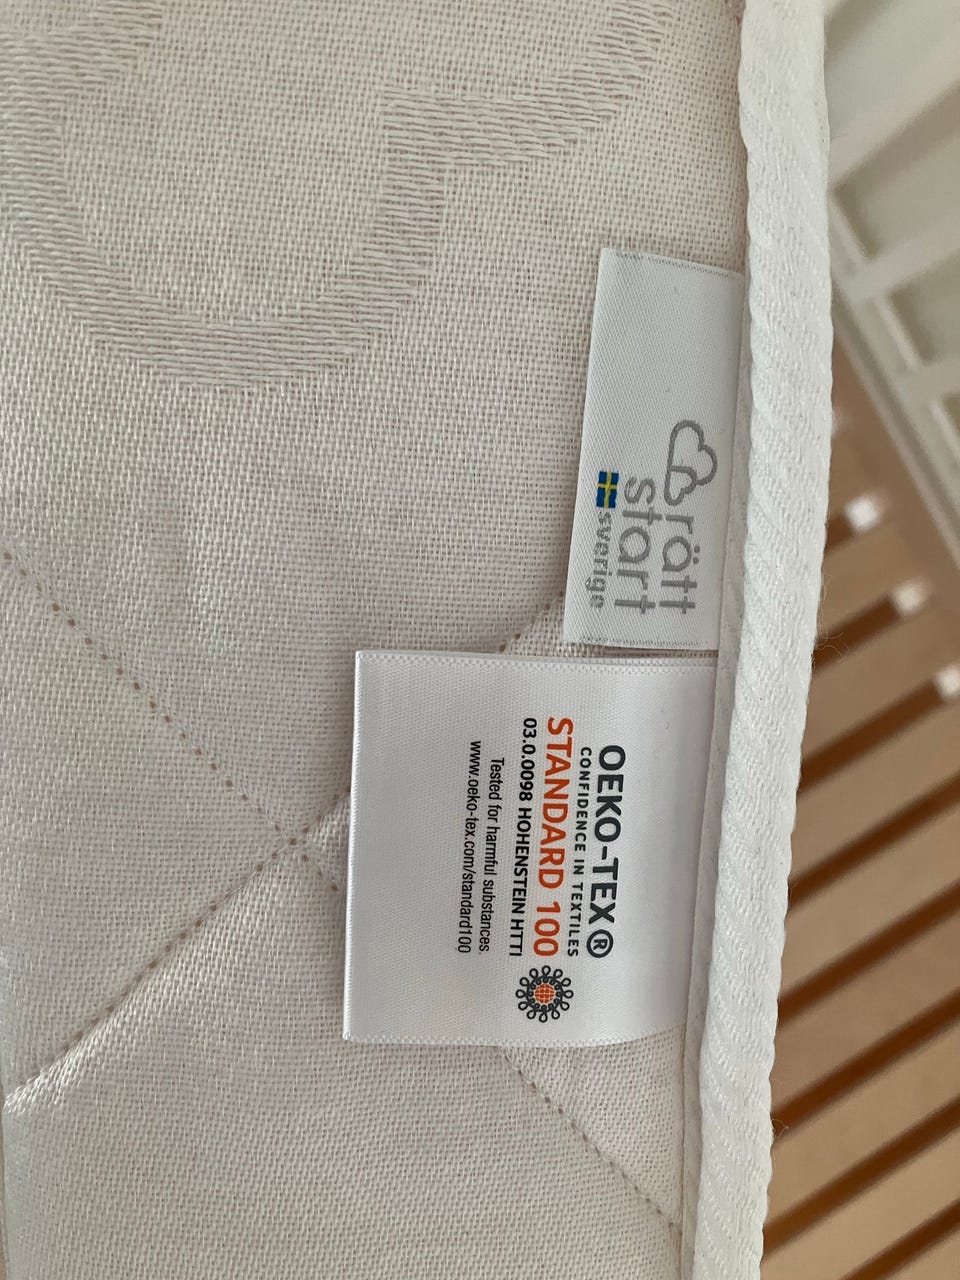 rätt
start
sverige
OEKO-TEX®
CONFIDENCE IN TEXTILES
STANDARD 100
03.0.0098 HOHENSTEIN HTTI
Tested for harmful substances.
www.oeko-tex.com/standard100